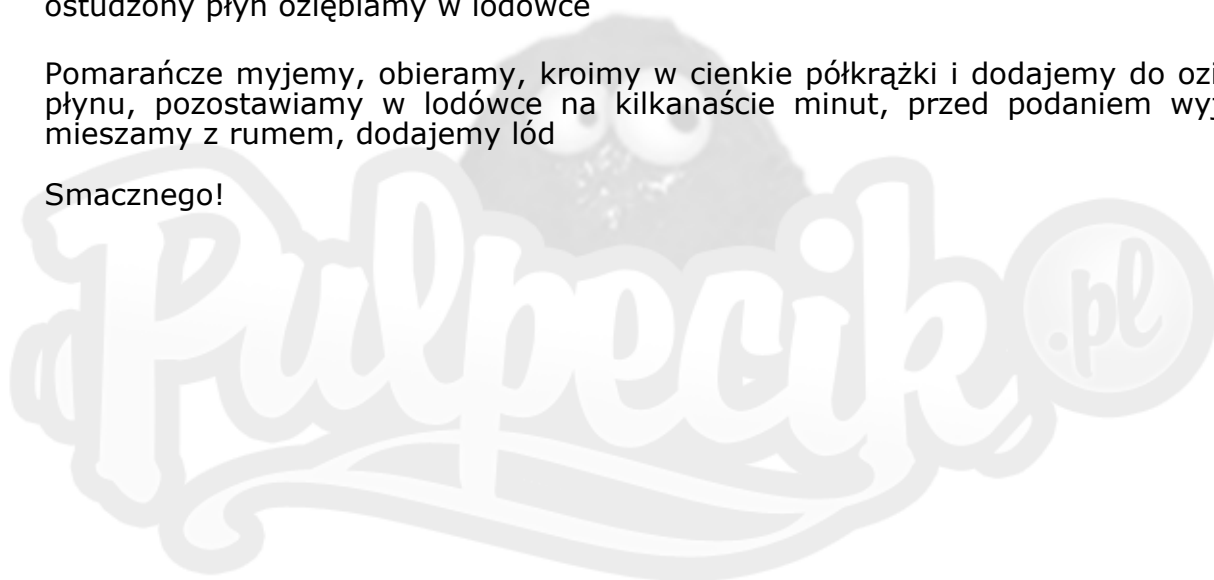 ostudzony płyn oziębiamy w lodówce
Pomarańcze myjemy, obieramy, kroimy w cienkie półkrążki i dodajemy do
płynu, pozostawiamy w lodówce na kilkanaście minut, przed podaniem
mieszamy z rumem, dodajemy lód
Smacznego!
Pulpecik.pl